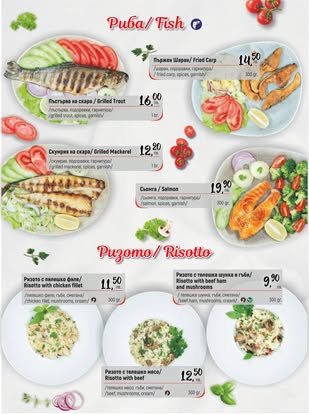 Риба/ Fish
Пържен Шаран/ Fried Carp
14,50 лв.
/шаран, подправки, гарнитура/
/fried carp, spices, garnish/
300 gr.
Пъстърва на скара / Grilled Trout
16,00 лв.
/пъстърва, подправки, гарнитура/
/grilled trout, spices, garnish/
1 br.
Скумрия на скара / Grilled Mackerel
12,20 лв.
/скумрия, подправки, гарнитура/
/grilled mackerel, spices, garnish/
1 br.
Сьомга / Salmon
19,90 лв.
/сьомга, подправки, гарнитура/
/salmon, spices, garnish/
Ризото/ Risotto
Ризото с пилешко филе/
Risotto with chicken fillet
11,50 лв.
/пилешко филе, гъби, сметана/
/chicken filet, mushrooms, cream/
300 gr.
Ризото с телешка шунка и гъби/
Risotto with beef ham
and mushrooms
9,90 лв.
/телешка шунка, гъби, сметана/
/beef ham, mushrooms, cream/
300 gr.
Ризото с телешко месо/
Risotto with beef
12,50 лв.
/телешко месо, гъби, сметана/
/beef, mushrooms, cream/
300 gr.